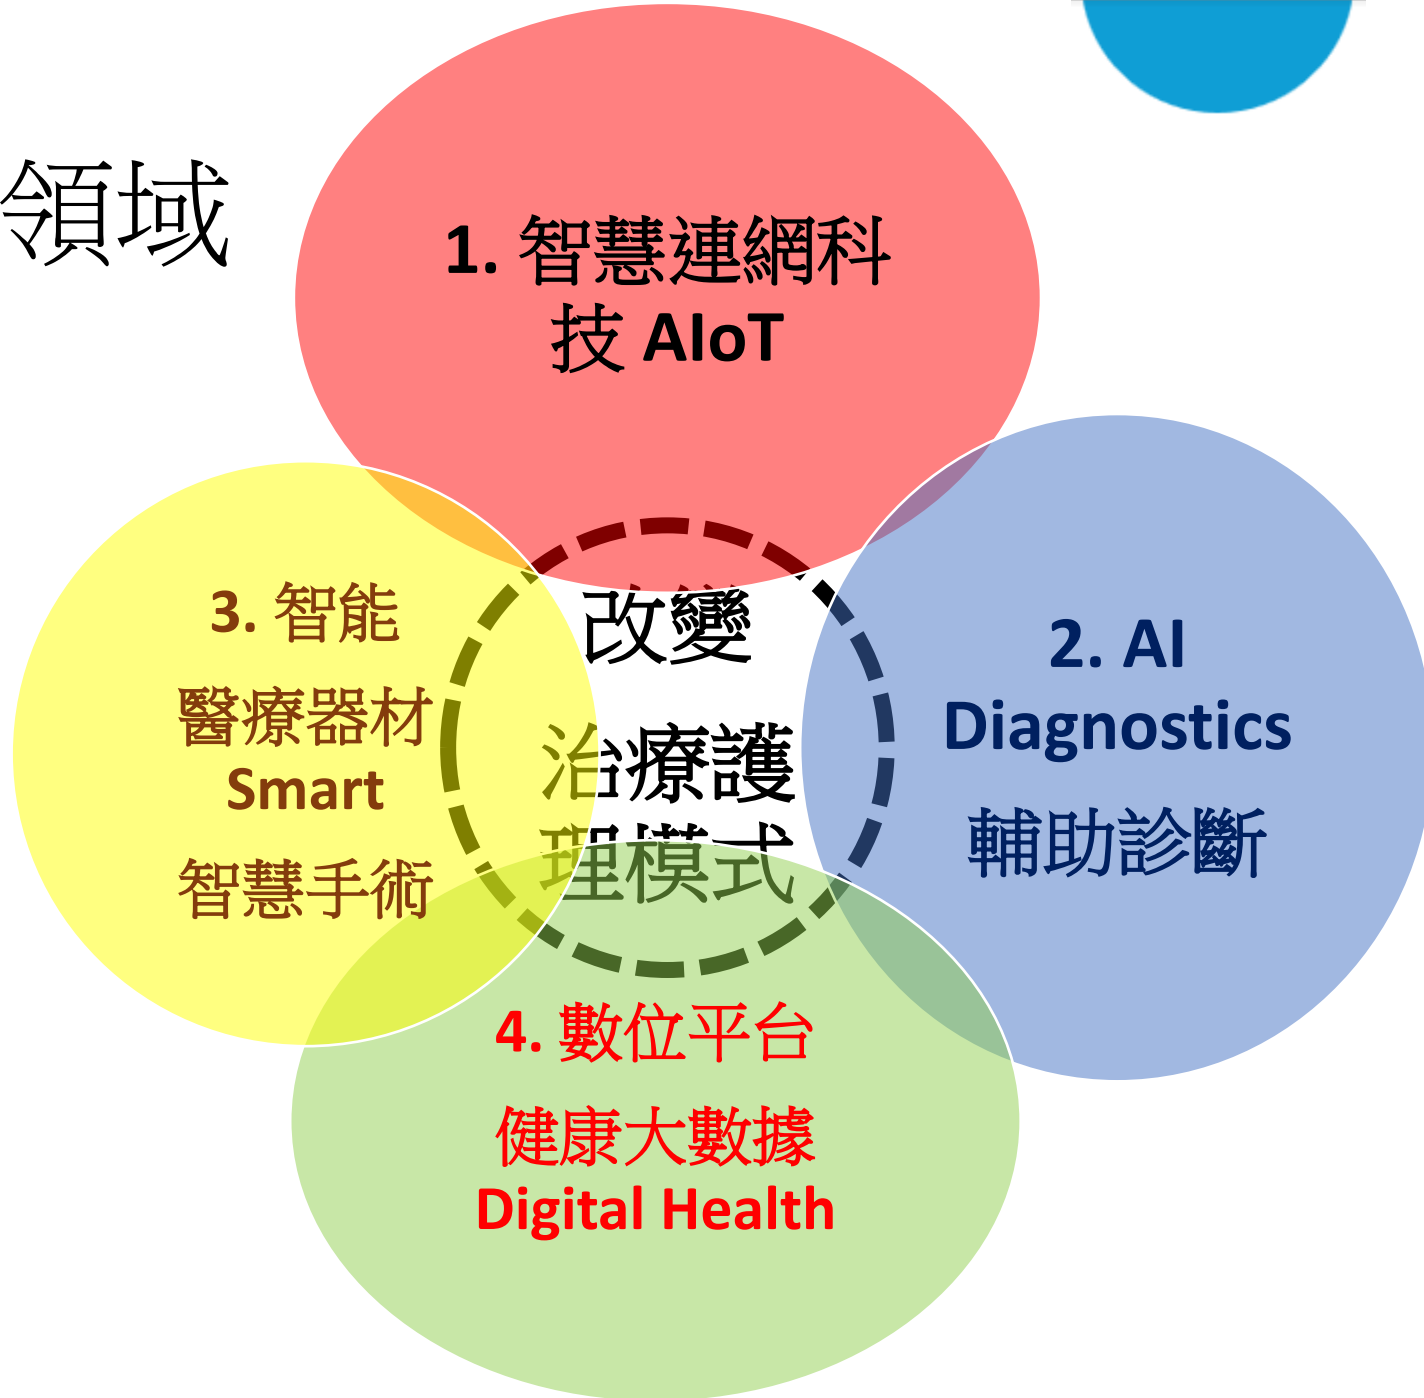 領域
1. 智慧連網科
技 AIoT
改變
治療護
理模式
3. 智能
醫療器材
Smart
智慧手術
2. AI
Diagnostics
輔助診斷
4. 數位平台
健康大數據
Digital Health